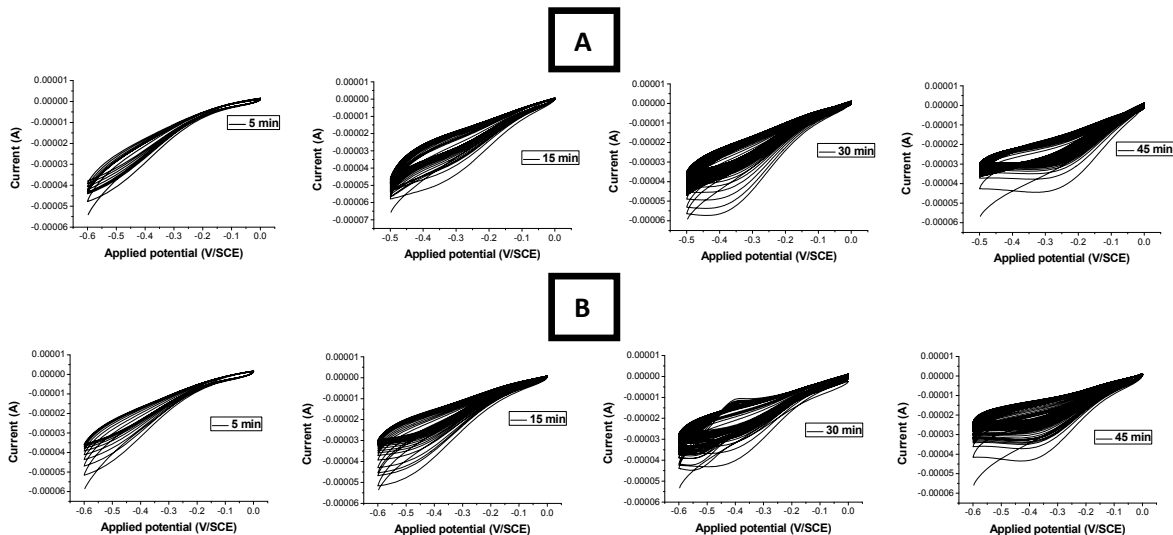 A
0.00001
0.00000
-0.00001
-0.00002
-0.00003
-0.00004
-0.00005
-0.00006
-0.6 -0.5 -0.4 -0.3 -0.2 -0.1 0.0
Current (A)
Applied potential (V/SCE)
5 min
0.00001
0.00000
-0.00001
-0.00002
-0.00003
-0.00004
-0.00005
-0.00006
-0.00007
-0.5 -0.4 -0.3 -0.2 -0.1 0.0
Current (A)
Applied potential (V/SCE)
15 min
0.00001
0.00000
-0.00001
-0.00002
-0.00003
-0.00004
-0.00005
-0.00006
-0.5 -0.4 -0.3 -0.2 -0.1 0.0
Current (A)
Applied potential (V/SCE)
30 min
0.00001
0.00000
-0.00001
-0.00002
-0.00003
-0.00004
-0.00005
-0.00006
-0.5 -0.4 -0.3 -0.2 -0.1 0.0
Current (A)
Applied potential (V/SCE)
45 min
B
0.00001
0.00000
-0.00001
-0.00002
-0.00003
-0.00004
-0.00005
-0.00006
-0.6 -0.5 -0.4 -0.3 -0.2 -0.1 0.0
Current (A)
Applied potential (V/SCE)
5 min
0.00001
0.00000
-0.00001
-0.00002
-0.00003
-0.00004
-0.00005
-0.00006
-0.6 -0.5 -0.4 -0.3 -0.2 -0.1 0.0
Current (A)
Applied potential (V/SCE)
15 min
0.00001
0.00000
-0.00001
-0.00002
-0.00003
-0.00004
-0.00005
-0.00006
-0.6 -0.5 -0.4 -0.3 -0.2 -0.1 0.0
Current (A)
Applied potential (V/SCE)
30 min
0.00001
0.00000
-0.00001
-0.00002
-0.00003
-0.00004
-0.00005
-0.00006
-0.6 -0.5 -0.4 -0.3 -0.2 -0.1 0.0
Current (A)
Applied potential (V/SCE)
45 min